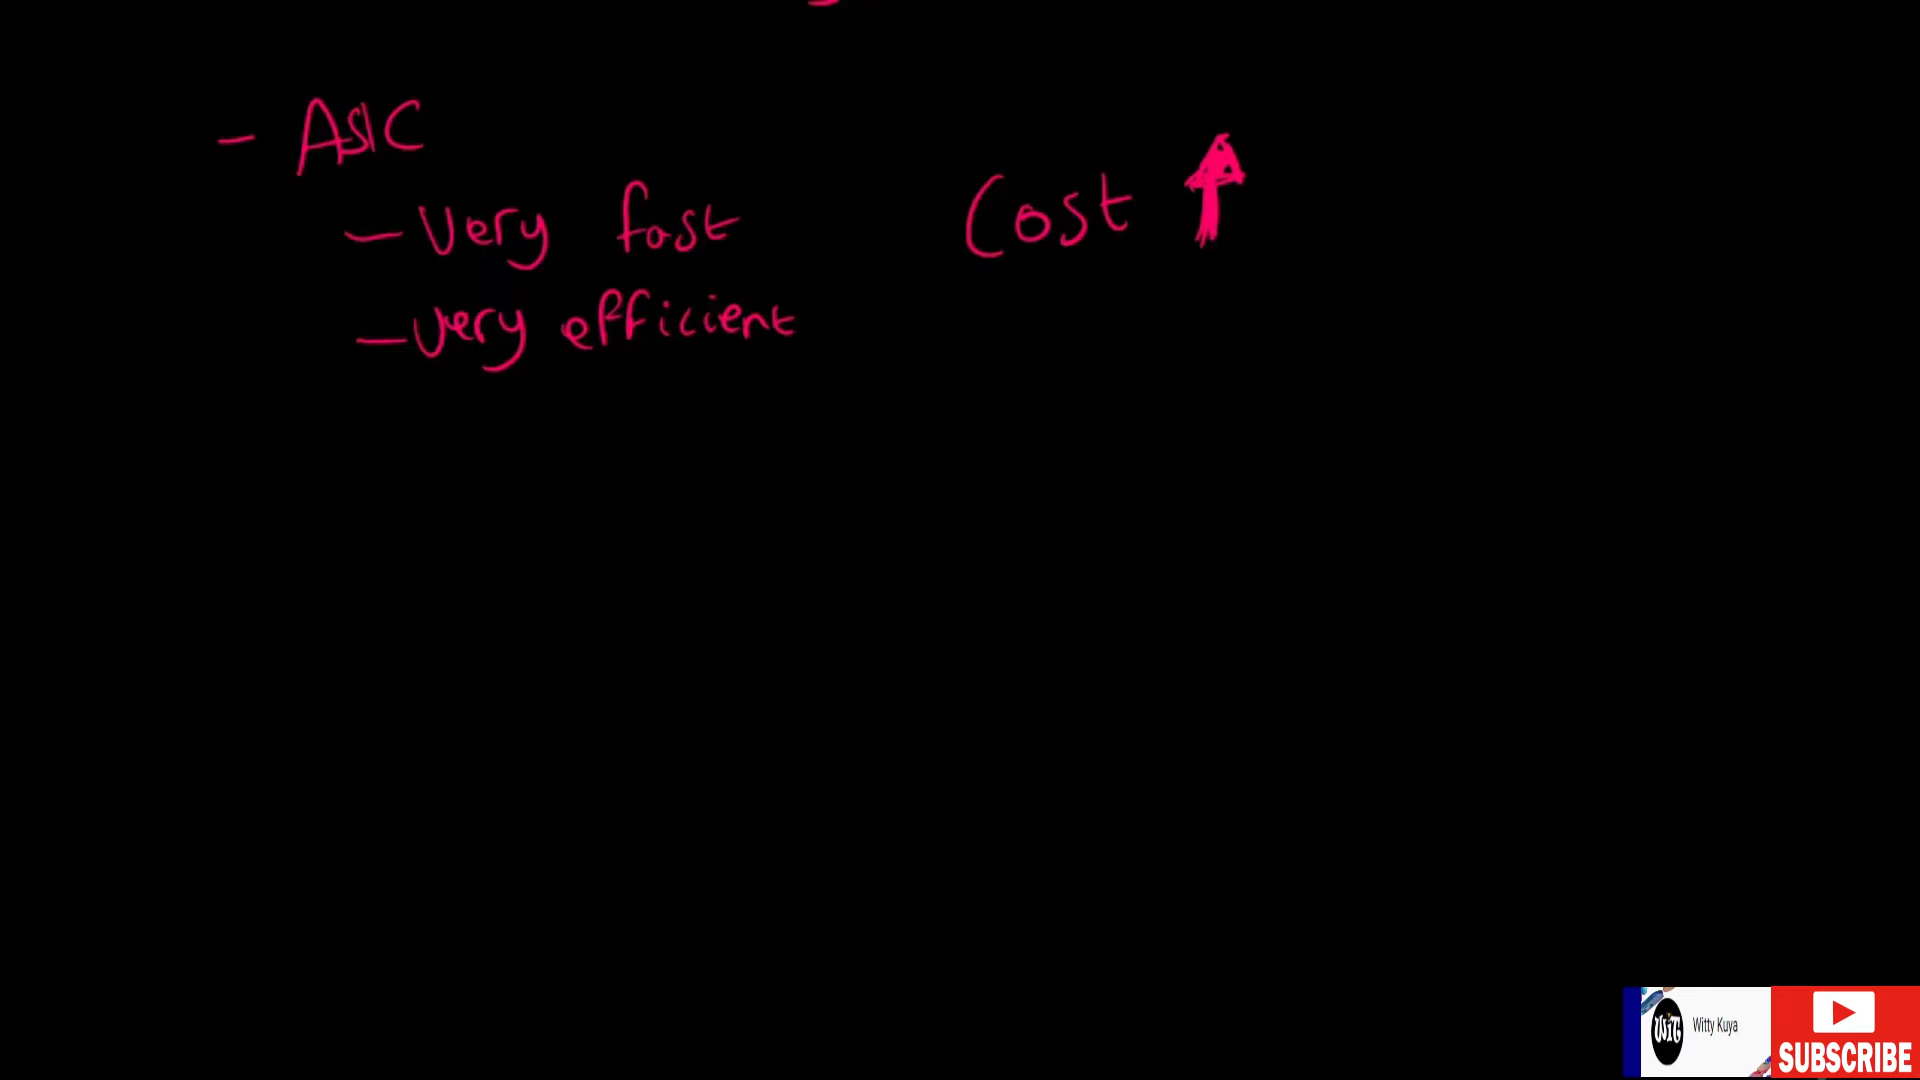 - ASIC
- Very fast
Cost ↑
- Very efficient
Witty Kuya
SUBSCRIBE